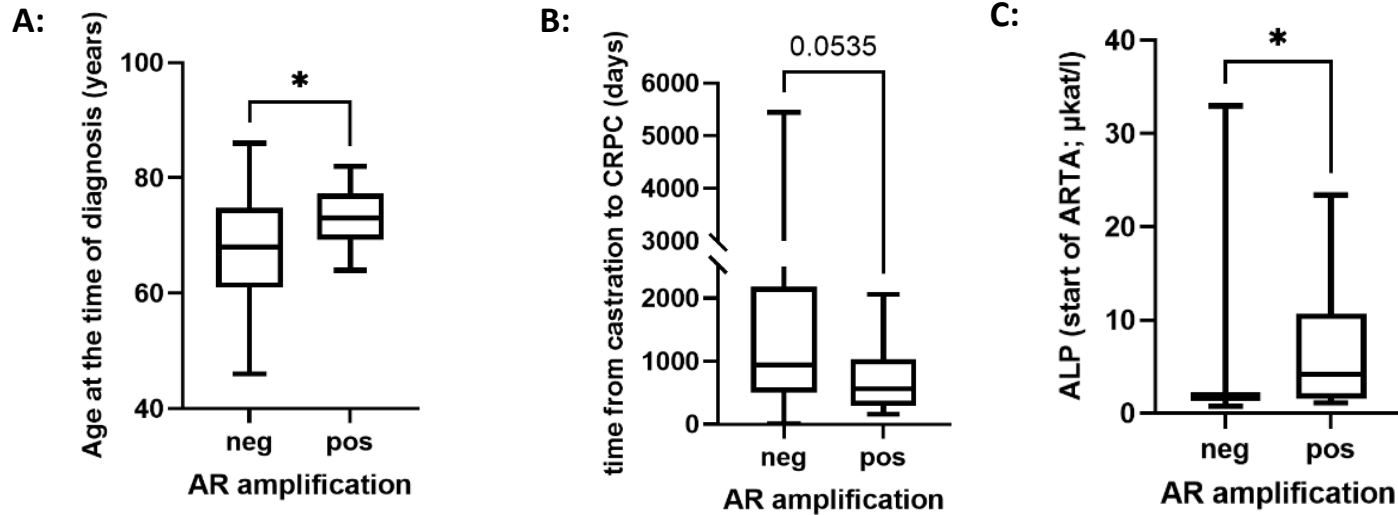 A:
Age at the time of diagnosis (years)
100
80
60
40
*
neg pos
AR amplification
B:
time from castration to CRPC (days)
6000
5000
4000
3000
2000
1000
0
0.0535
neg pos
AR amplification
C:
ALP (start of ARTA; µkat/l)
40
30
20
10
0
*
neg pos
AR amplification